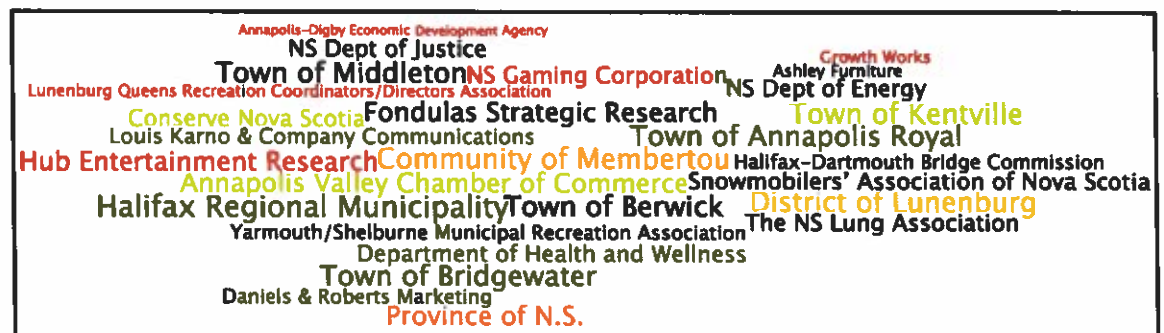 Annapolis-Digby Economic Development Agency
NS Dept of Justice
Growth Works
Town of Middleton
NS Gaming Corporation
Ashley Furniture
Lunenburg Queens Recreation Coordinators/Directors Association
NS Dept of Energy
Conserve Nova Scotia
Fondulas Strategic Research
Town of Kentville
Louis Karno & Company Communications
Town of Annapolis Royal
Hub Entertainment Research
Community of Membertou
Halifax-Dartmouth Bridge Commission
Annapolis Valley Chamber of Commerce
Snowmobilers' Association of Nova Scotia
Halifax Regional Municipality
Town of Berwick
District of Lunenburg
Yarmouth/Shelburne Municipal Recreation Association
The NS Lung Association
Department of Health and Wellness
Town of Bridgewater
Daniels & Roberts Marketing
Province of N.S.